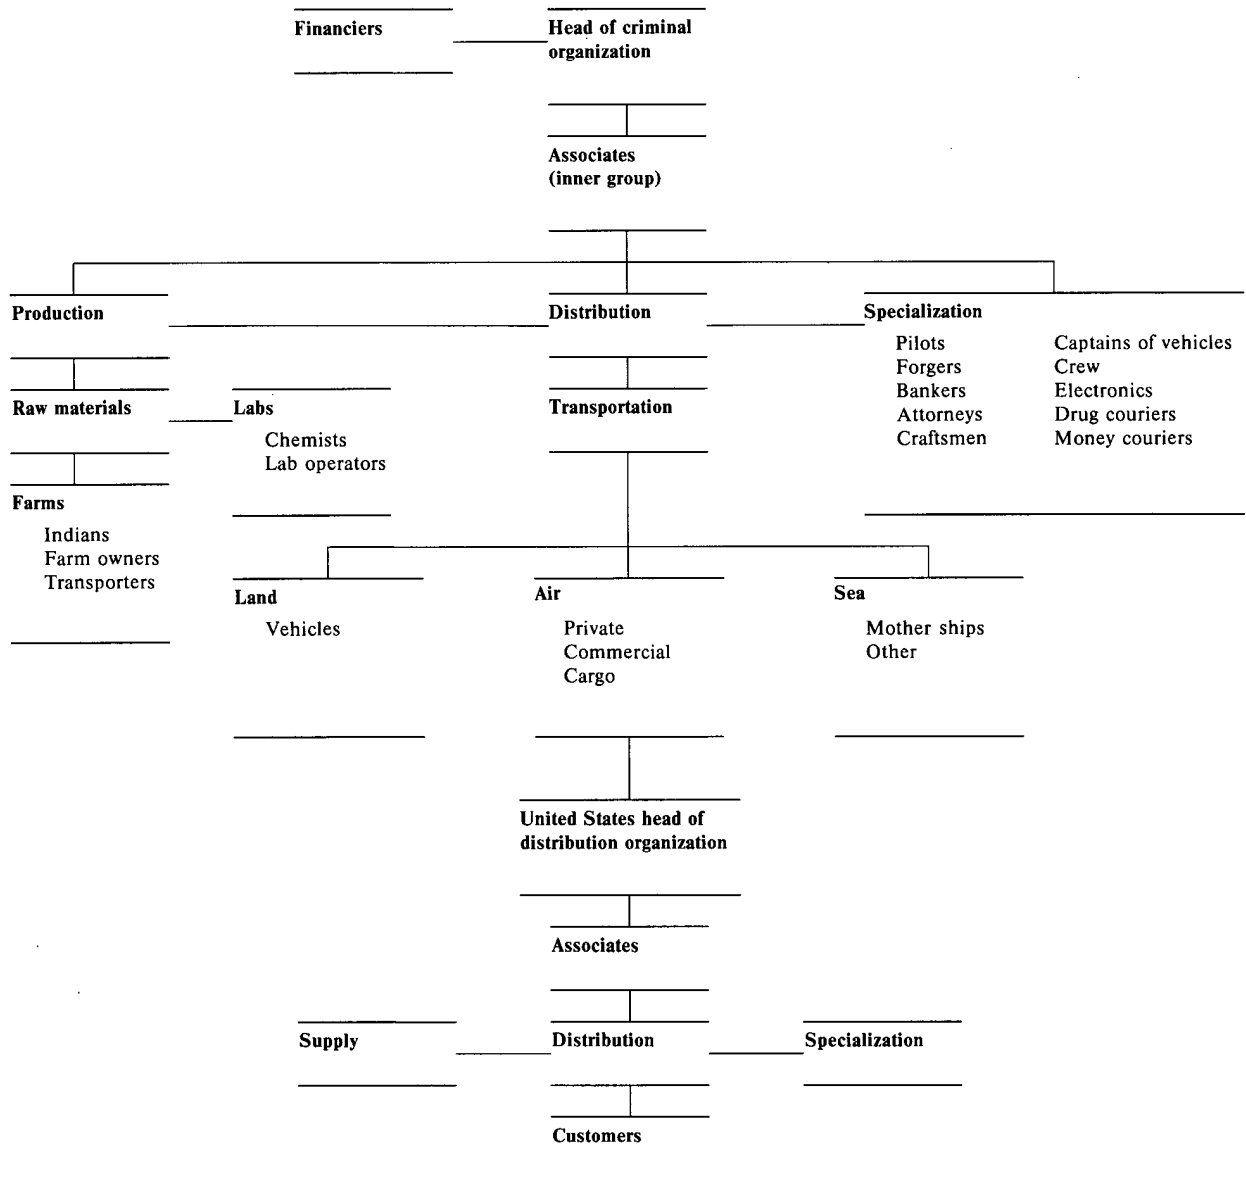 Financiers
Head of criminal
organization
Associates
(inner group)
Production
Distribution
Specialization
Pilots
Forgers
Bankers
Attorneys
Craftsmen
Captains of vehicles
Crew
Electronics
Drug couriers
Money couriers
Raw materials
Labs
Chemists
Lab operators
Transportation
Farms
Indians
Farm owners
Transporters
Land
Vehicles
Air
Private
Commercial
Cargo
Sea
Mother ships
Other
United States head of
distribution organization
Associates
Supply
Distribution
Specialization
Customers